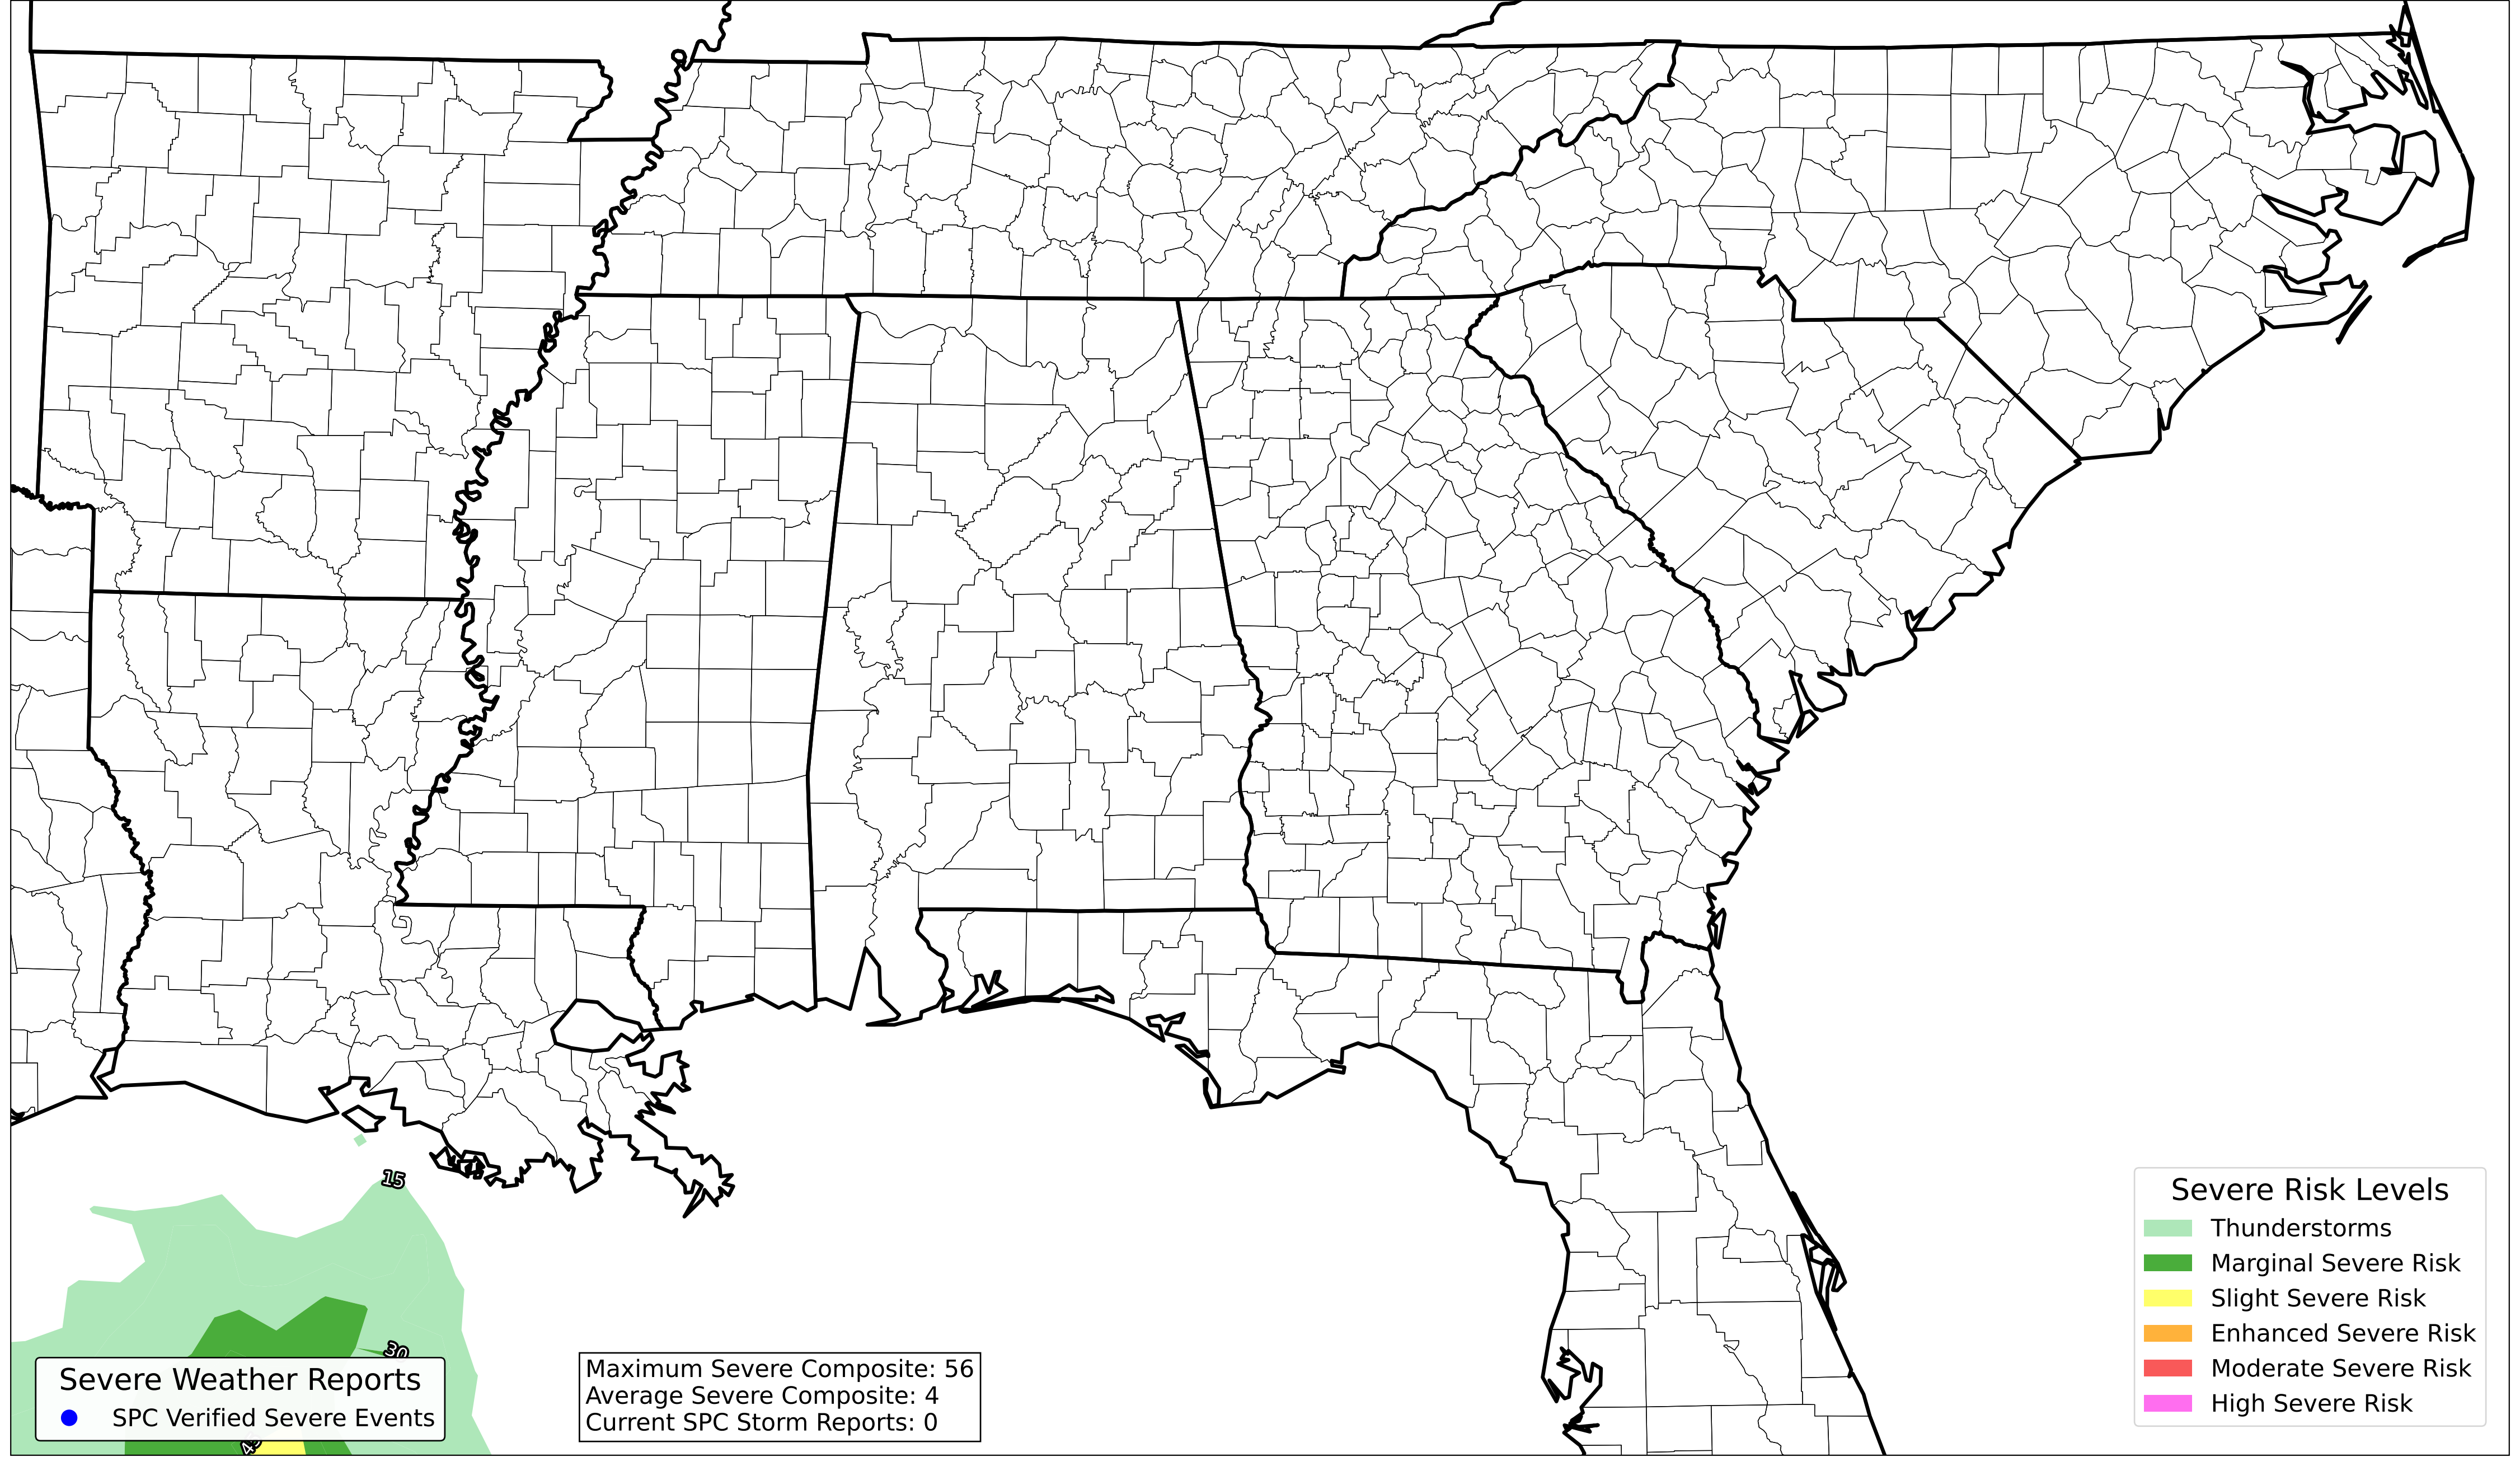 15
30
45
Severe Weather Reports
SPC Verified Severe Events
Maximum Severe Composite: 56
Average Severe Composite: 4
Current SPC Storm Reports: 0
Severe Risk Levels
Thunderstorms
Marginal Severe Risk
Slight Severe Risk
Enhanced Severe Risk
Moderate Severe Risk
High Severe Risk